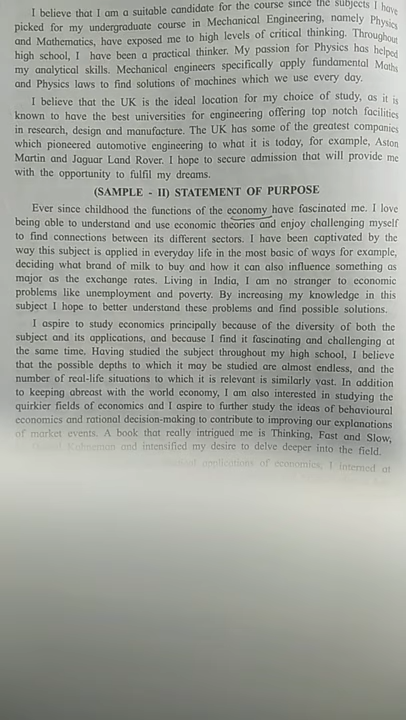 I believe that I am a suitable candidate for the course since the subjects I have
picked for my undergraduate course in Mechanical Engineering, namely Physics
and Mathematics, have exposed me to high levels of critical thinking. Throughout
high school, I have been a practical thinker. My passion for Physics has helped
my analytical skills. Mechanical engineers specifically apply fundamental Maths
and Physics laws to find solutions of machines which we use every day.
I believe that the UK is the ideal location for my choice of study, as it is
known to have the best universities for engineering offering top notch facilities
in research, design and manufacture. The UK has some of the greatest companies
which pioneered automotive engineering to what it is today, for example, Aston
Martin and Jaguar Land Rover. I hope to secure admission that will provide me
with the opportunity to fulfil my dreams.
(SAMPLE - II) STATEMENT OF PURPOSE
Ever since childhood the functions of the economy have fascinated me. I love
being able to understand and use economic theories and enjoy challenging myself
to find connections between its different sectors. I have been captivated by the
way this subject is applied in everyday life in the most basic of ways for example,
deciding what brand of milk to buy and how it can also influence something as
major as the exchange rates. Living in India, I am no stranger to economic
problems like unemployment and poverty. By increasing my knowledge in this
subject I hope to better understand these problems and find possible solutions.
I aspire to study economics principally because of the diversity of both the
subject and its applications, and because I find it fascinating and challenging at
the same time. Having studied the subject throughout my high school, I believe
that the possible depths to which it may be studied are almost endless, and the
number of real-life situations to which it is relevant is similarly vast. In addition
to keeping abreast with the world economy, I am also interested in studying the
quirkier fields of economics and I aspire to further study the ideas of behavioural
economics and rational decision-making to contribute to improving our explanations
of market events. A book that really intrigued me is Thinking, Fast and Slow,
Kahneman and intensified my desire to delve deeper into the field.
applications of economics, I interned at